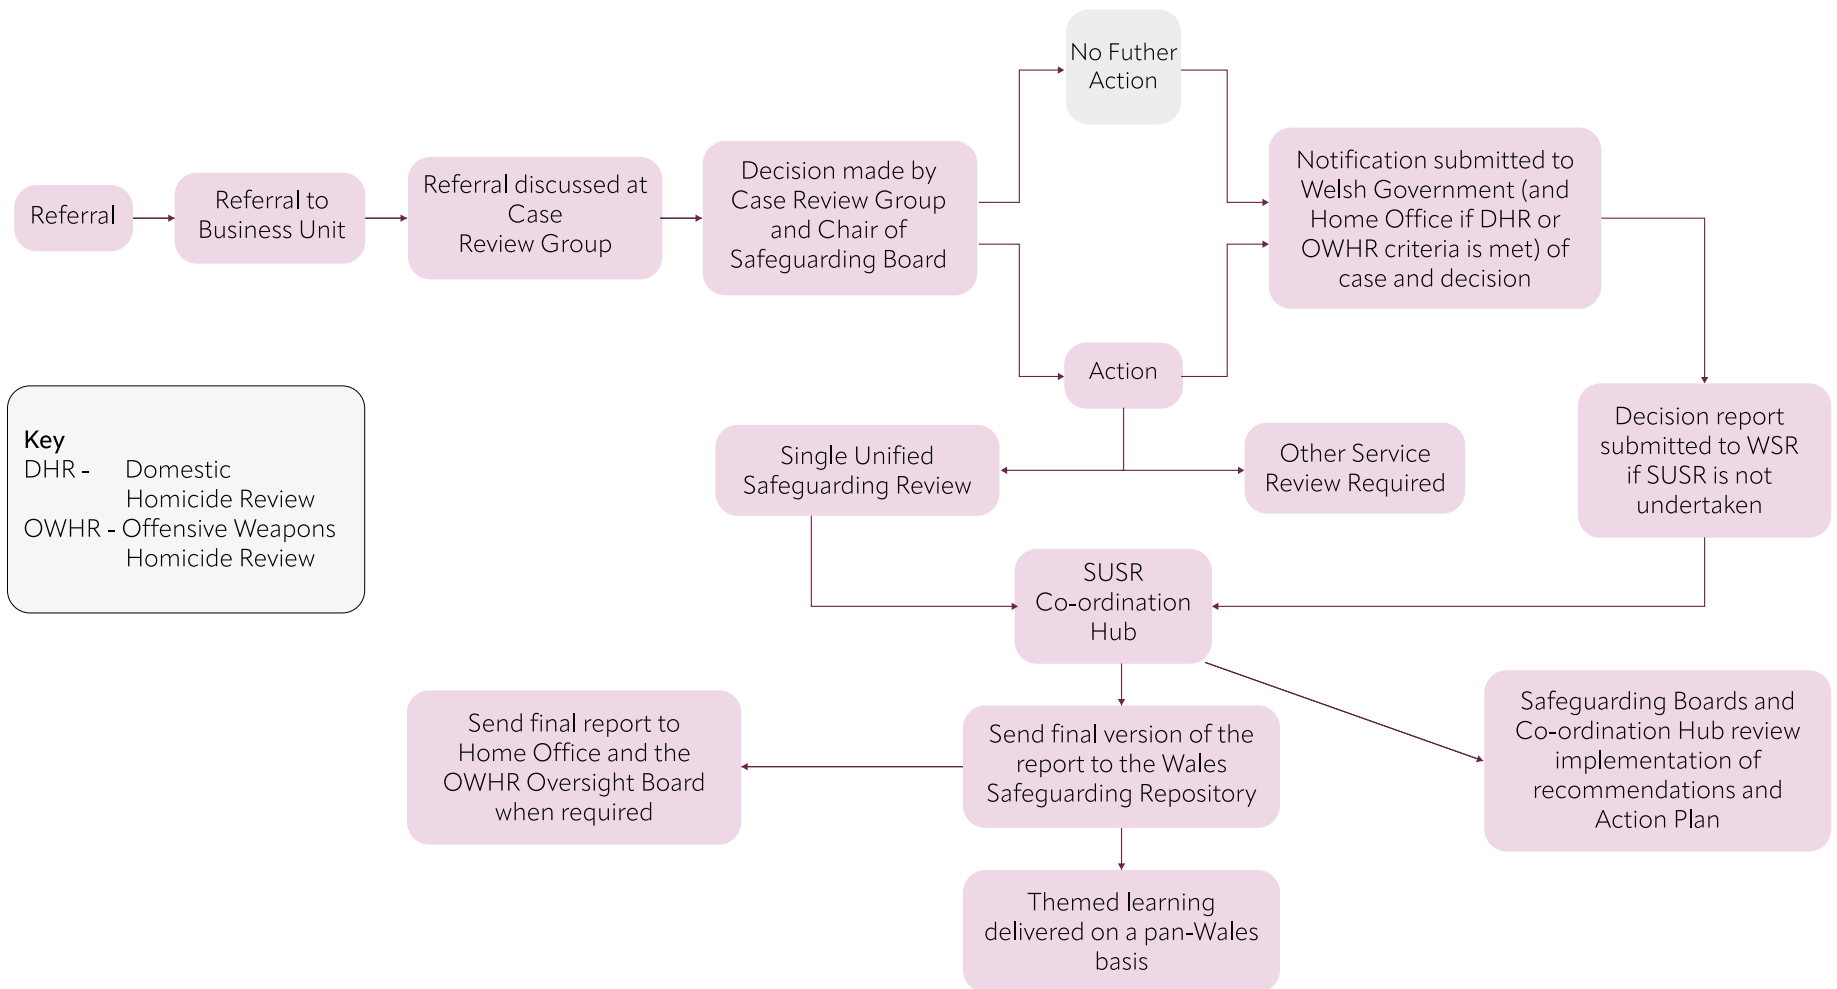 No Futher
Action
Referral
Referral to
Business Unit
Referral discussed at
Case
Review Group
Decision made by
Case Review Group
and Chair of
Safeguarding Board
Notification submitted to
Welsh Government (and
Home Office if DHR or
OWHR criteria is met) of
case and decision
Action
Key
DHR - Domestic
Homicide Review
OWHR - Offensive Weapons
Homicide Review
Single Unified
Safeguarding Review
Other Service
Review Required
Decision report
submitted to WSR
if SUSR is not
undertaken
SUSR
Co-ordination
Hub
Send final report to
Home Office and the
OWHR Oversight Board
when required
Send final version of the
report to the Wales
Safeguarding Repository
Safeguarding Boards and
Co-ordination Hub review
implementation of
recommendations and
Action Plan
Themed learning
delivered on a pan-Wales
basis